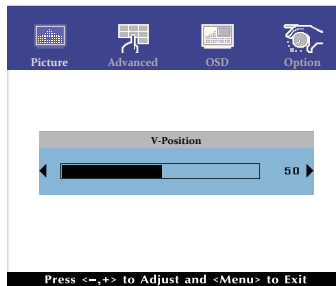 Picture Advanced OSD Option
V-Position
50
Press <–,+> to Adjust and <Menu> to Exit